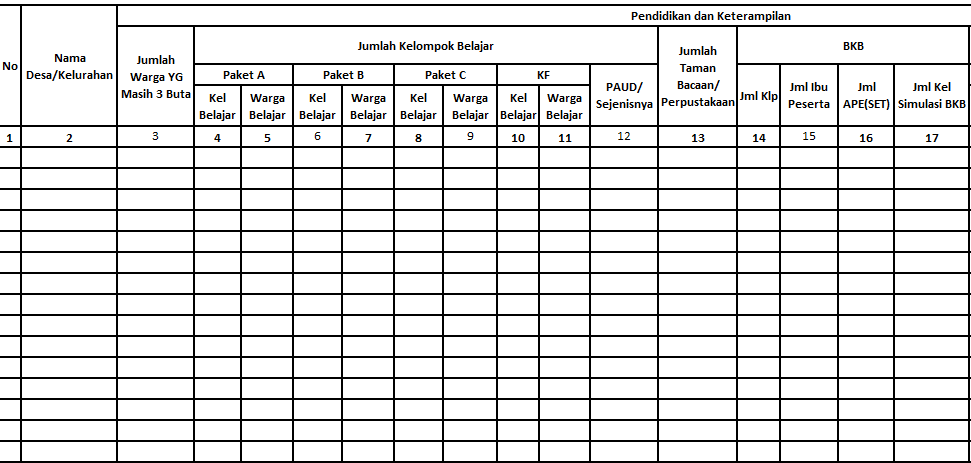 Pendidikan dan Keterampilan
No
Nama
Desa/Kelurahan
Jumlah
Warga YG
Masih 3 Buta
Jumlah Kelompok Belajar
Jumlah
Taman
Bacaan/
Perpustakaan
BKB
Paket A
Paket B
Paket C
KF
PAUD/
Sejenisnya
Jml Klp
Jml Ibu
Peserta
Jml
APE(SET)
Jml Kel
Simulasi BKB
Kel
Belajar
Warga
Belajar
Kel
Belajar
Warga
Belajar
Kel
Belajar
Warga
Belajar
Kel
Belajar
Warga
Belajar
1 2 3 4 5 6 7 8 9 10 11 12 13 14 15 16 17